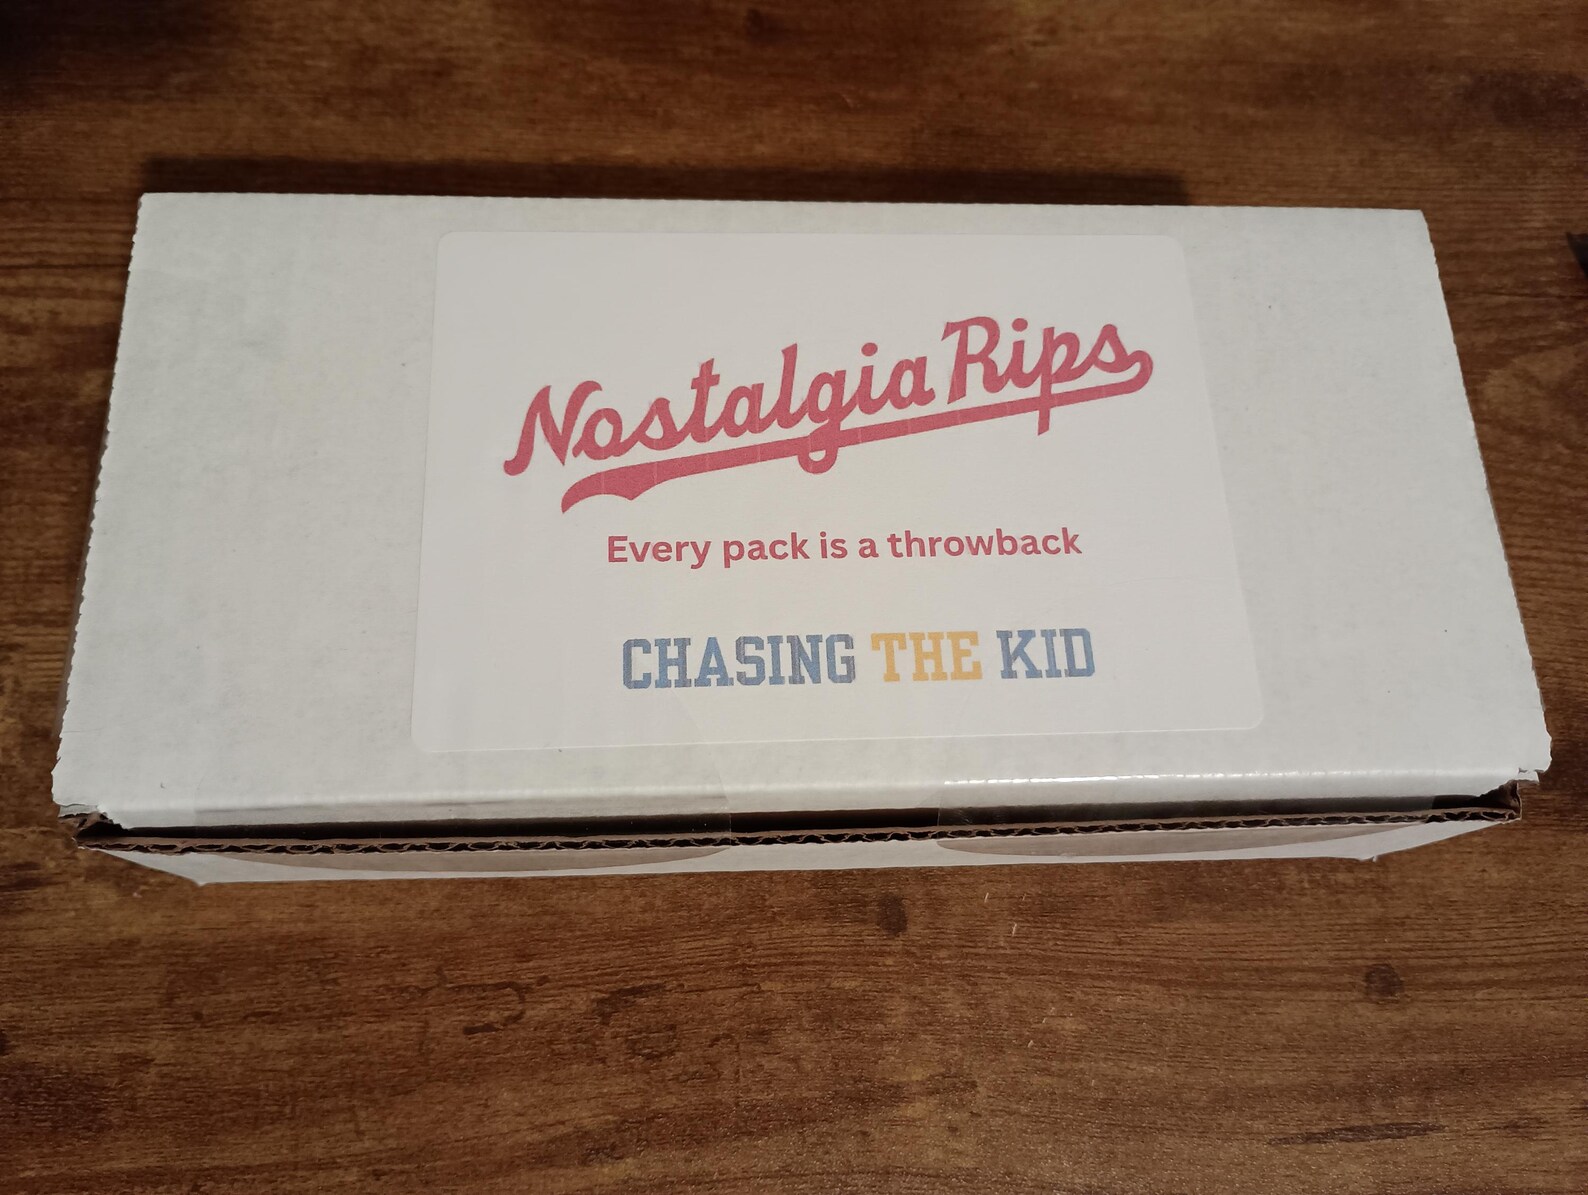 Nostalgia Rips
Every pack is a throwback
CHASING THE KID